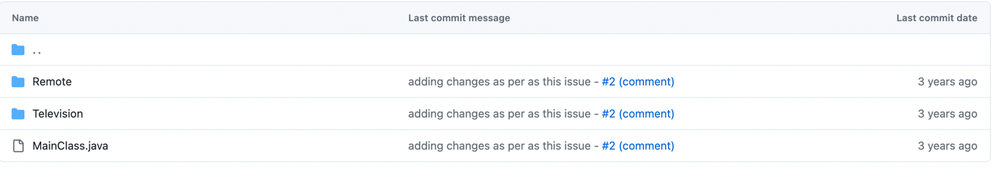 Name Last commit message Last commit date
..
Remote adding changes as per as this issue - #2 (comment) 3 years ago
Television adding changes as per as this issue - #2 (comment) 3 years ago
MainClass.java adding changes as per as this issue - #2 (comment) 3 years ago